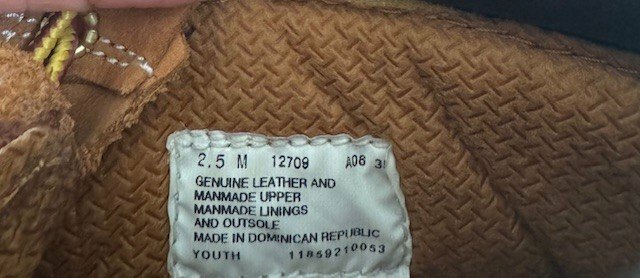 2.5 M 12709 A08 31
GENUINE LEATHER AND
MANMADE UPPER
MANMADE LININGS
AND OUTSOLE
MADE IN DOMINICAN REPUBLIC
YOUTH 11859210053